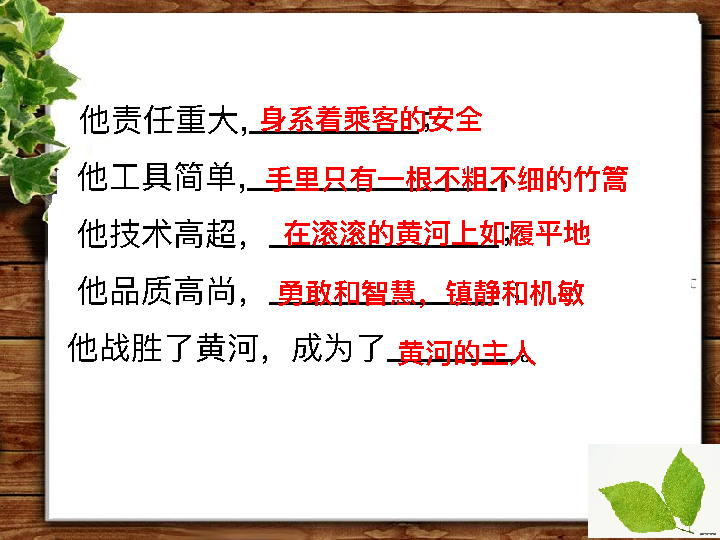 他责任重大，身系着乘客的安全；
他工具简单，手里只有一根不粗不细的竹篙；
他技术高超，在滚滚的黄河上如履平地；
他品质高尚，勇敢和智慧，镇静和机敏
他战胜了黄河，成为了黄河的主人。